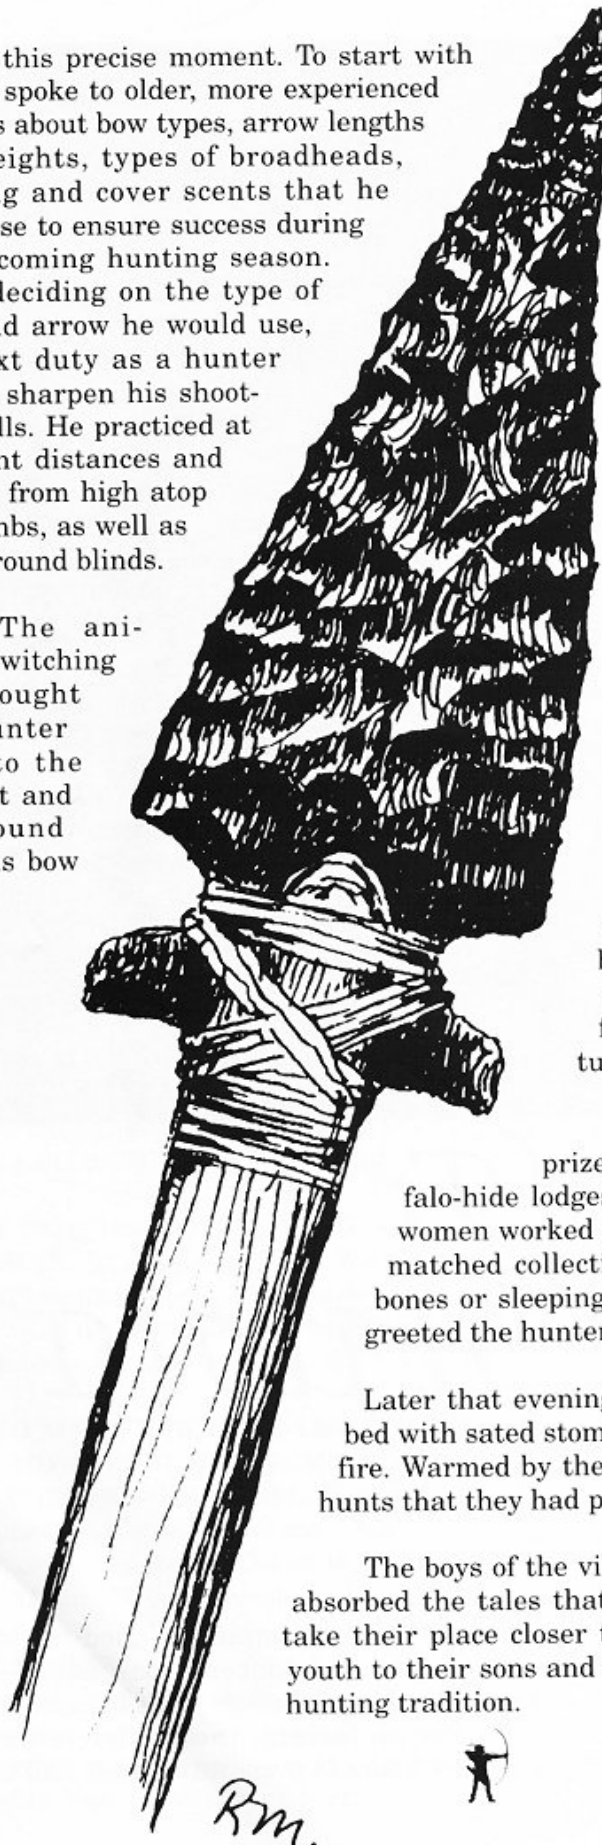 this precise moment. To start with
spoke to older, more experienced
s about bow types, arrow lengths
eights, types of broadheads,
g and cover scents that he
se to ensure success during
coming hunting season.
deciding on the type of
d arrow he would use,
xt duty as a hunter
sharpen his shoot-
lls. He practiced at
nt distances and
from high atop
mbs, as well as
round blinds.
The ani-
witching
ought
unter
to the
t and
ound
s bow
tu
prize
falo-hide lodges
women worked
matched collecti
bones or sleeping
greeted the hunter
Later that evening
bed with sated stom
fire. Warmed by the
hunts that they had p
The boys of the vi
absorbed the tales that
take their place closer t
youth to their sons and
hunting tradition.
RM.